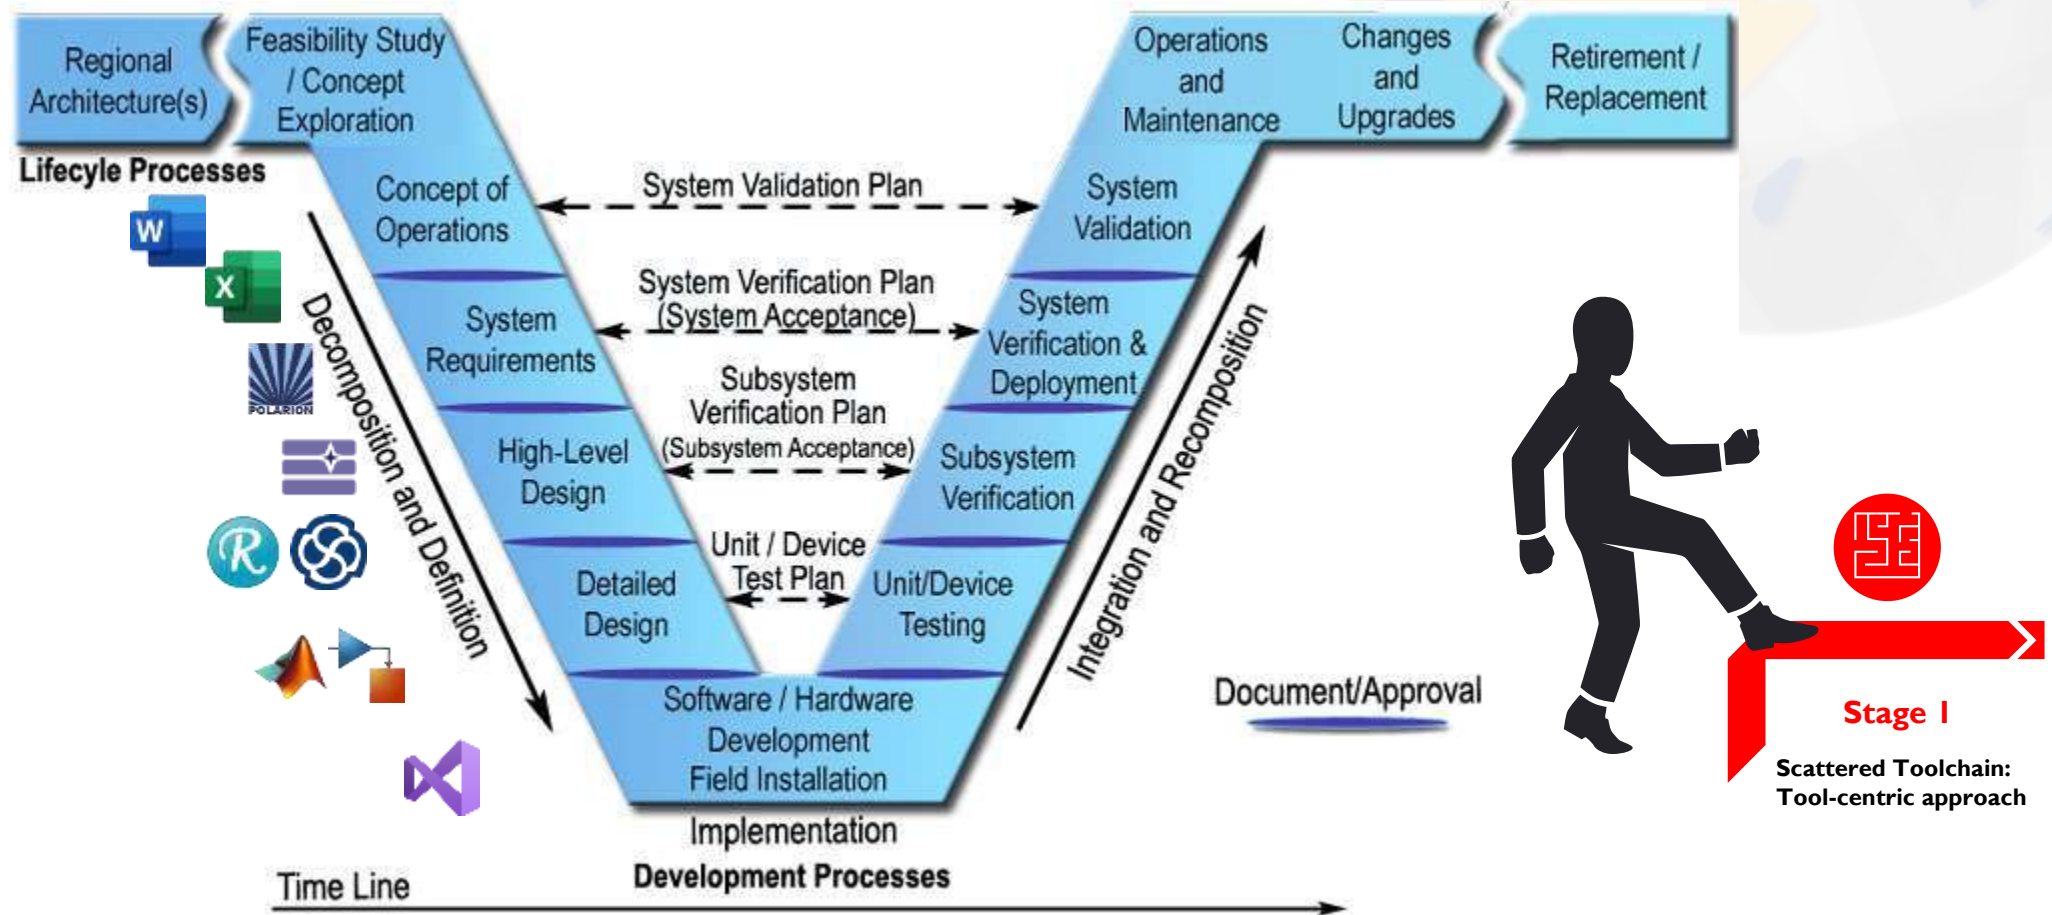 Regional
Architecture(s)
Feasibility Study
/ Concept
Exploration
Operations
and
Maintenance
Changes
and
Upgrades
Retirement /
Replacement
Lifecyle Processes
W
X
POLARION
R
Decomposition and Definition
Concept of
Operations
System Validation Plan
System
Validation
System
Requirements
System Verification Plan
(System Acceptance)
System
Verification &
Deployment
High-Level
Design
Subsystem
Verification Plan
(Subsystem Acceptance)
Subsystem
Verification
Detailed
Design
Unit / Device
Test Plan
Unit/Device
Testing
Software / Hardware
Development
Field Installation
Integration and Recomposition
Document/Approval
Implementation
Development Processes
Time Line
Stage 1
Scattered Toolchain:
Tool-centric approach